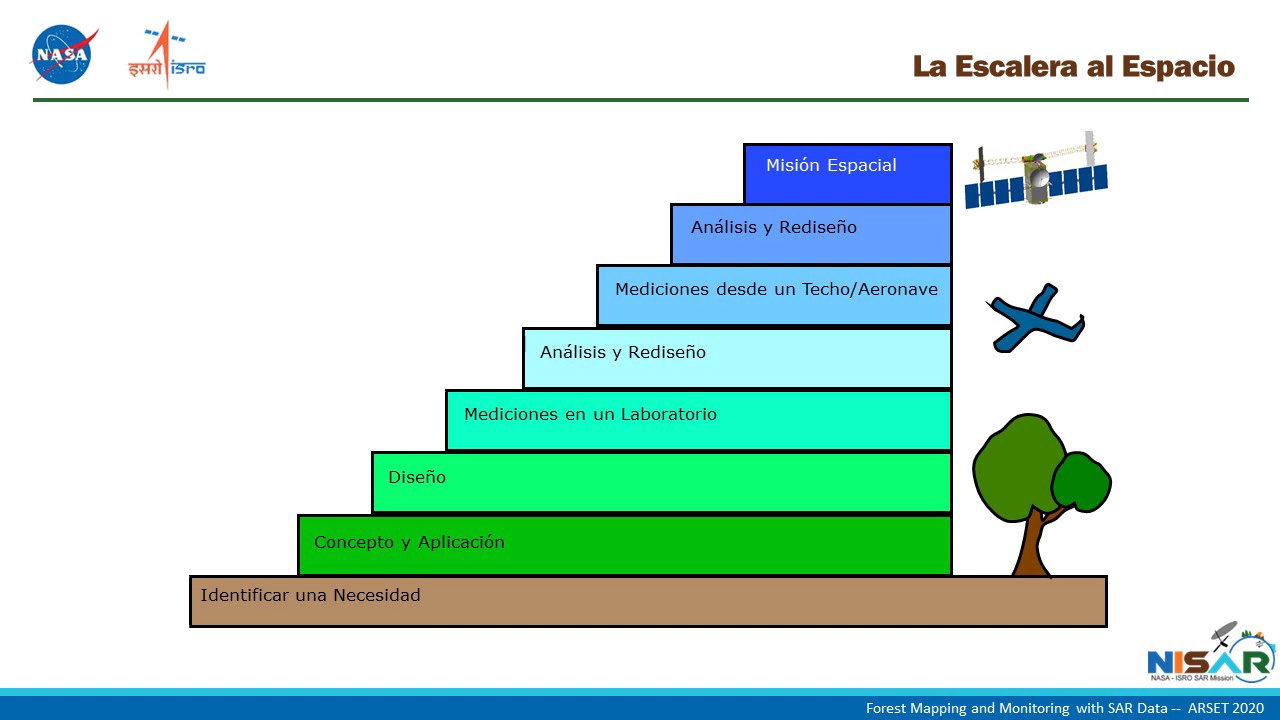 NASA
इसरो isro
La Escalera al Espacio
Misión Espacial
Análisis y Rediseño
Mediciones desde un Techo/Aeronave
Análisis y Rediseño
Mediciones en un Laboratorio
Diseño
Concepto y Aplicación
Identificar una Necesidad
NISAR
NASA - ISRO SAR Mission
Forest Mapping and Monitoring with SAR Data -- ARSET 2020